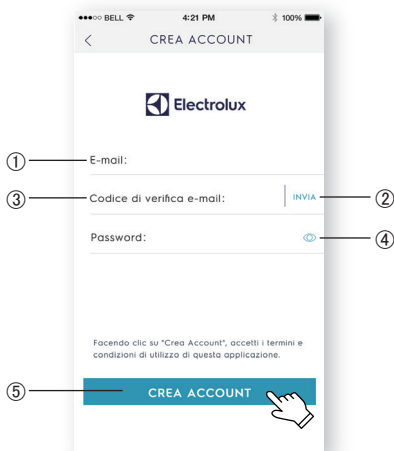 ●●●○○ BELL 4:21 PM 100%
< CREA ACCOUNT
Electrolux
① E-mail:
③ Codice di verifica e-mail: INVIA ②
Password: ④
Facendo clic su "Crea Account", accetti i termini e
condizioni di utilizzo di questa applicazione.
⑤ CREA ACCOUNT